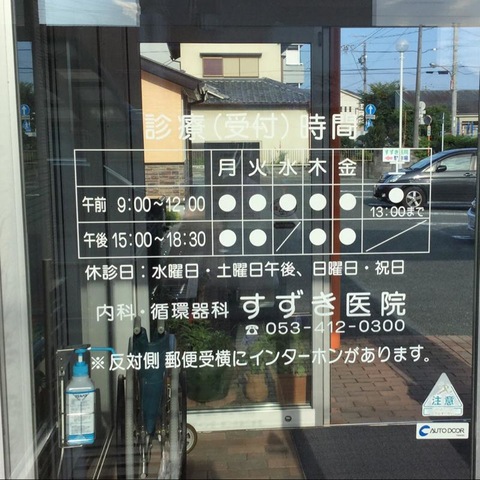 診療(受付)時間
月 火 水 木 金
午前 9:00〜12:00 ● ● ● ● ● ●
13:00まで
午後 15:00〜18:30 ● ● ／ ● ● ／
休診日：水曜日・土曜日午後、日曜日・祝日
内科・循環器科 すずき医院
☎ 053-412-0300
※反対側 郵便受横にインターホンがあります。
注意
AUTO DOOR